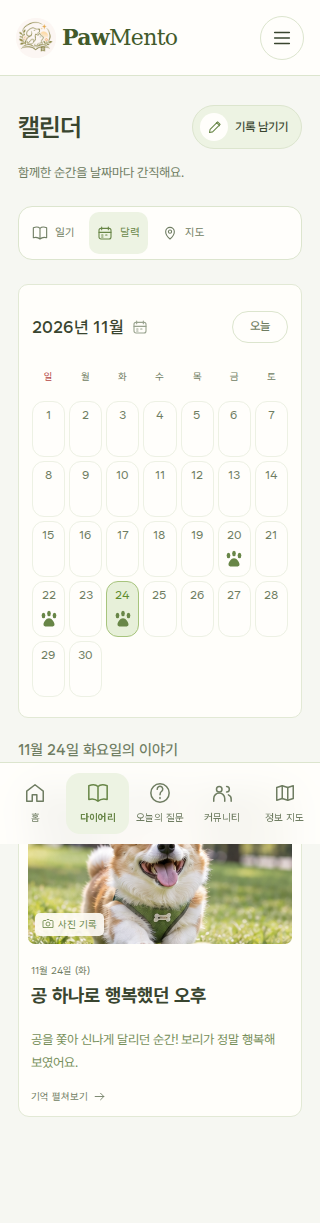 PawMento
캘린더
기록 남기기
함께한 순간을 날짜마다 간직해요.
일기
달력
지도
2026년 11월
오늘
일 월 화 수 목 금 토
1 2 3 4 5 6 7
8 9 10 11 12 13 14
15 16 17 18 19 20 21
22 23 24 25 26 27 28
29 30
11월 24일 화요일의 이야기
홈
다이어리
오늘의 질문
커뮤니티
정보 지도
사진 기록
11월 24일 (화)
공 하나로 행복했던 오후
공을 쫓아 신나게 달리던 순간! 보리가 정말 행복해
보였어요.
기억 펼쳐보기